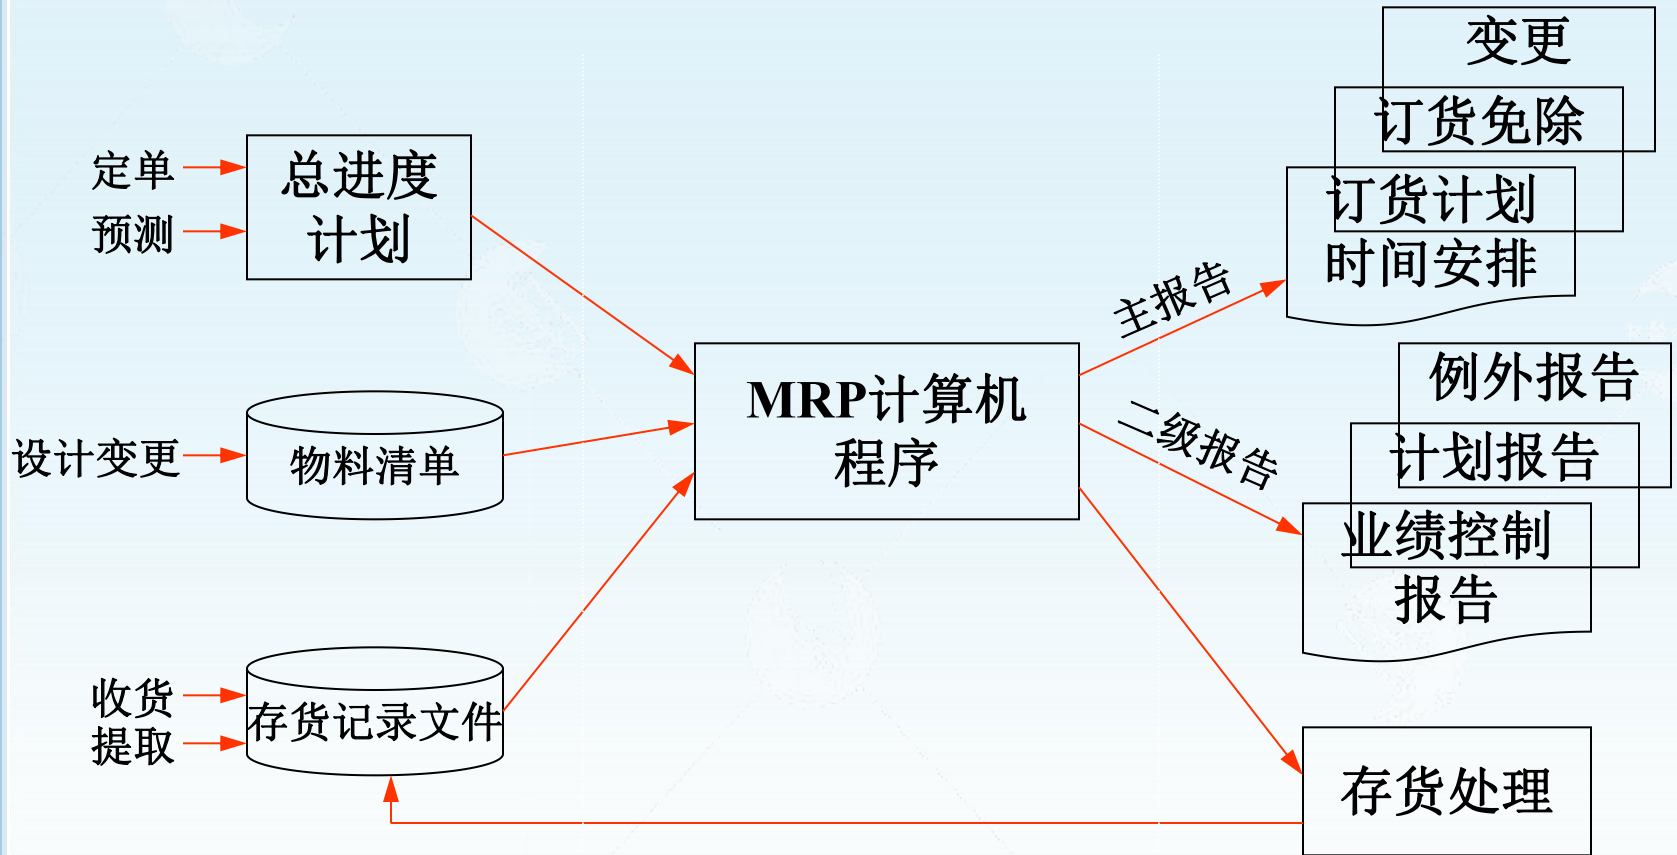 定单
预测
总进度
计划
设计变更
物料清单
收货
提取
存货记录文件
MRP计算机
程序
主报告
二级报告
变更
订货免除
订货计划
时间安排
例外报告
计划报告
业绩控制
报告
存货处理